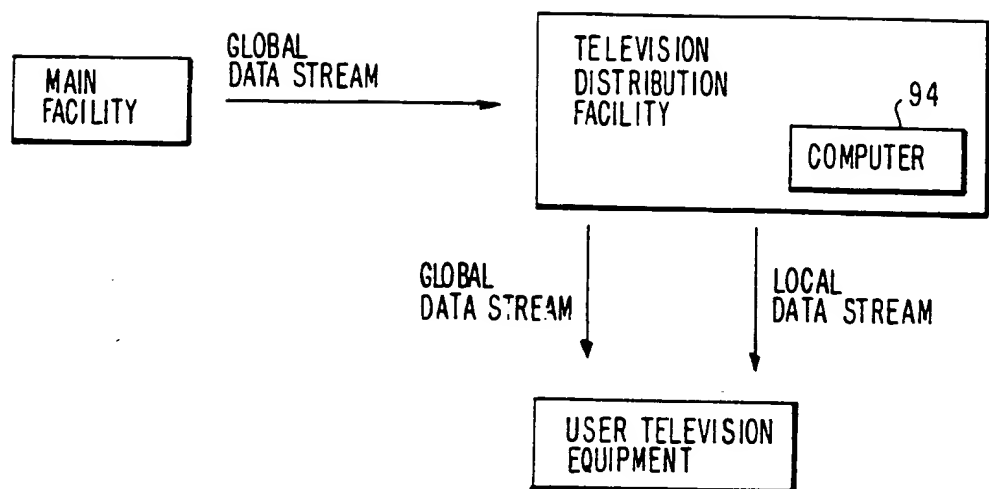 MAIN
FACILITY
GLOBAL
DATA STREAM
TELEVISION
DISTRIBUTION
FACILITY
94
COMPUTER
GLOBAL
DATA STREAM
LOCAL
DATA STREAM
USER TELEVISION
EQUIPMENT